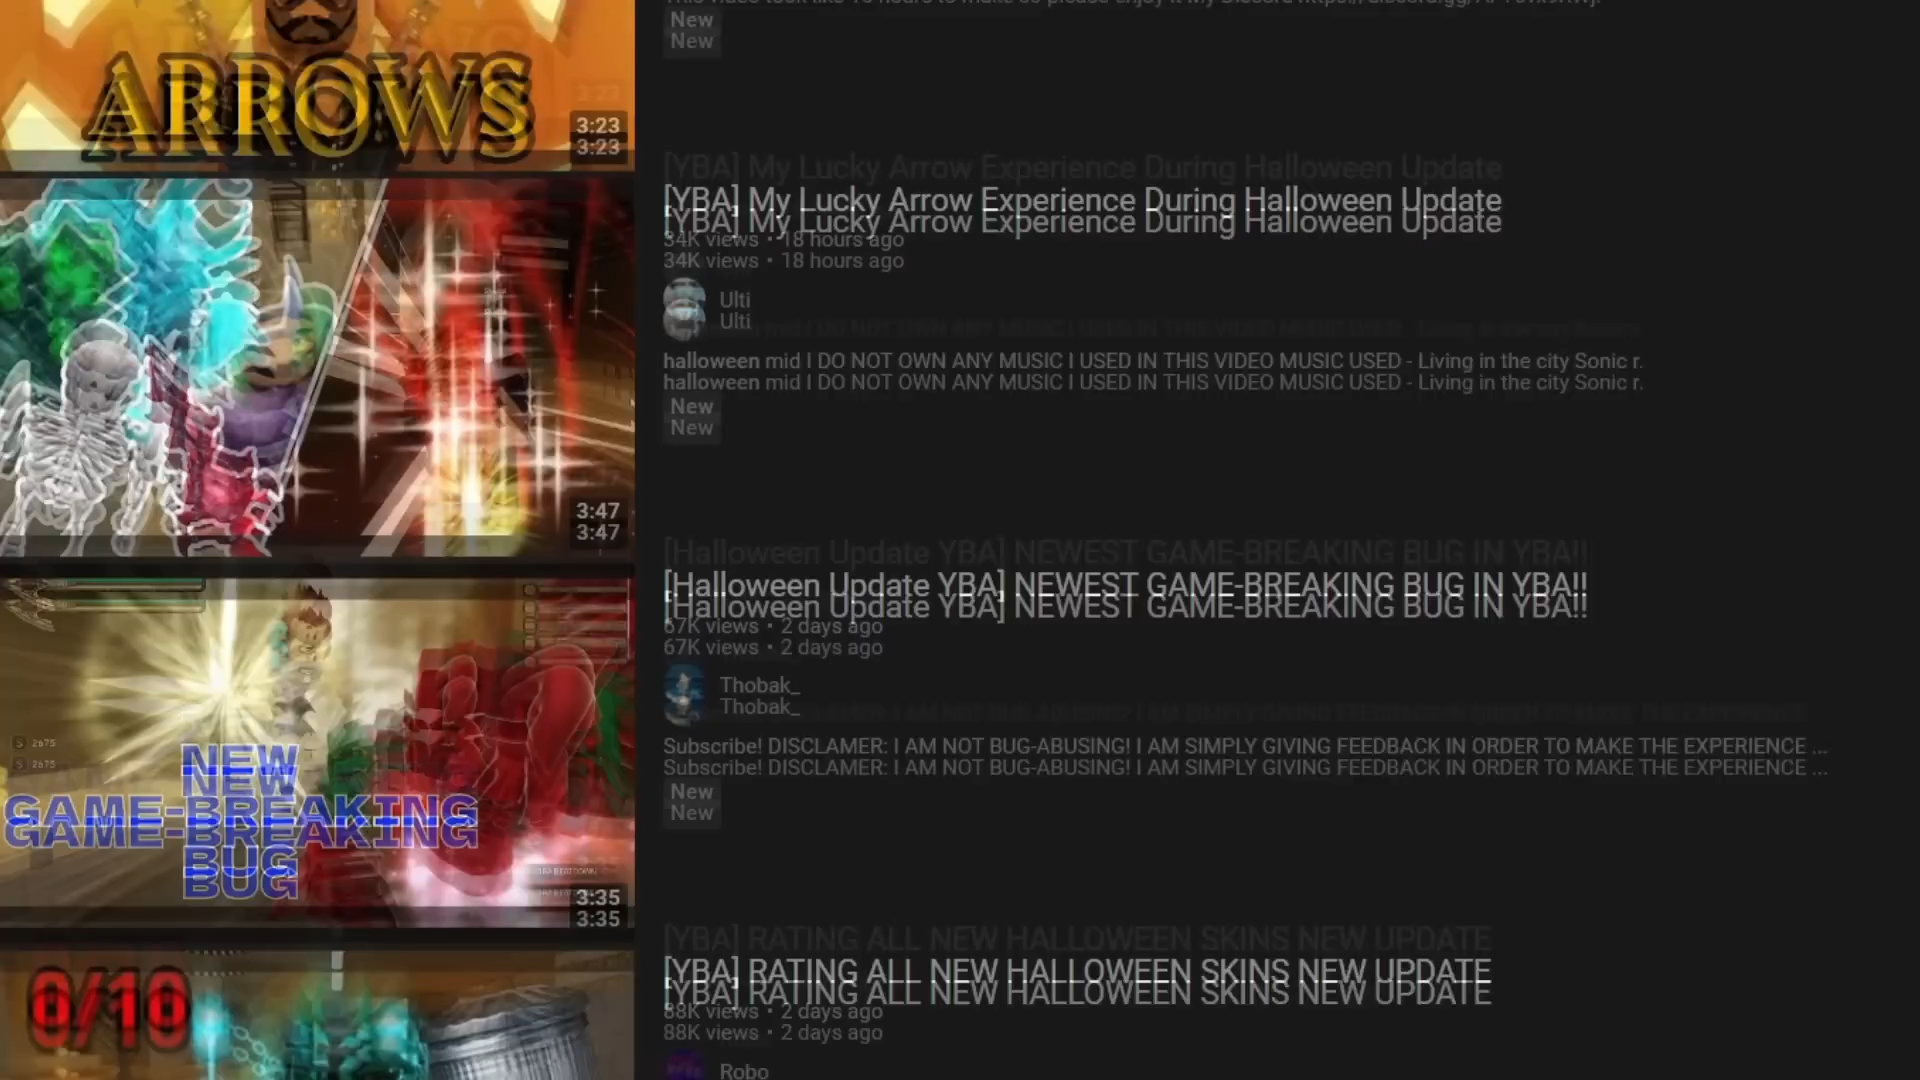 ARROWS
3:23
New
[YBA] My Lucky Arrow Experience During Halloween Update
34K views • 18 hours ago
Ulti
halloween mid I DO NOT OWN ANY MUSIC I USED IN THIS VIDEO MUSIC USED - Living in the city Sonic r.
New
3:47
[Halloween Update YBA] NEWEST GAME-BREAKING BUG IN YBA!!
67K views • 2 days ago
Thobak_
Subscribe! DISCLAMER: I AM NOT BUG-ABUSING! I AM SIMPLY GIVING FEEDBACK IN ORDER TO MAKE THE EXPERIENCE ...
New
S 2675
NEW
GAME-BREAKING
BUG
3:35
[YBA] RATING ALL NEW HALLOWEEN SKINS NEW UPDATE
88K views • 2 days ago
Robo
0/10